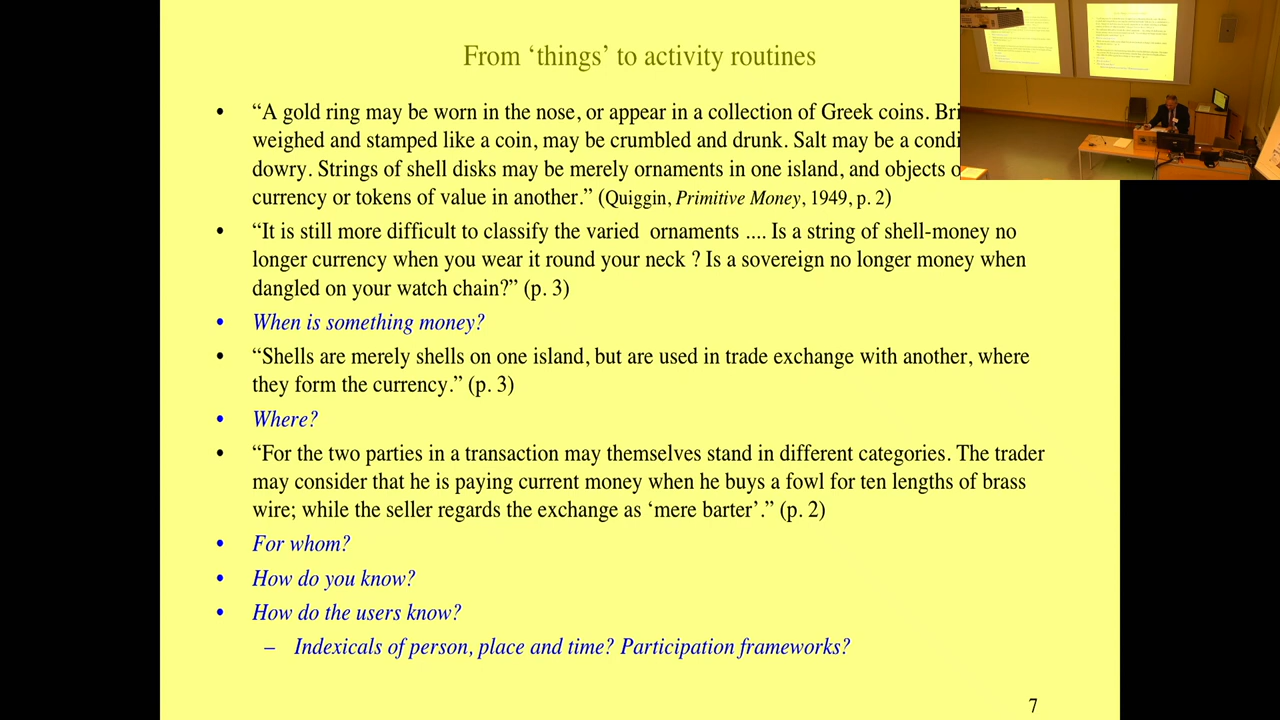 From ‘things’ to activity routines
• “A gold ring may be worn in the nose, or appear in a collection of Greek coins.
weighed and stamped like a coin, may be crumbled and drunk. Salt may be a
dowry. Strings of shell disks may be merely ornaments in one island, and objects
currency or tokens of value in another.” (Quiggin, Primitive Money, 1949, p. 2)
• “It is still more difficult to classify the varied ornaments .... Is a string of shell-money no
longer currency when you wear it round your neck ? Is a sovereign no longer money when
dangled on your watch chain?” (p. 3)
• When is something money?
• “Shells are merely shells on one island, but are used in trade exchange with another, where
they form the currency.” (p. 3)
• Where?
• “For the two parties in a transaction may themselves stand in different categories. The trader
may consider that he is paying current money when he buys a fowl for ten lengths of brass
wire; while the seller regards the exchange as ‘mere barter’.” (p. 2)
• For whom?
• How do you know?
• How do the users know?
– Indexicals of person, place and time? Participation frameworks?
7